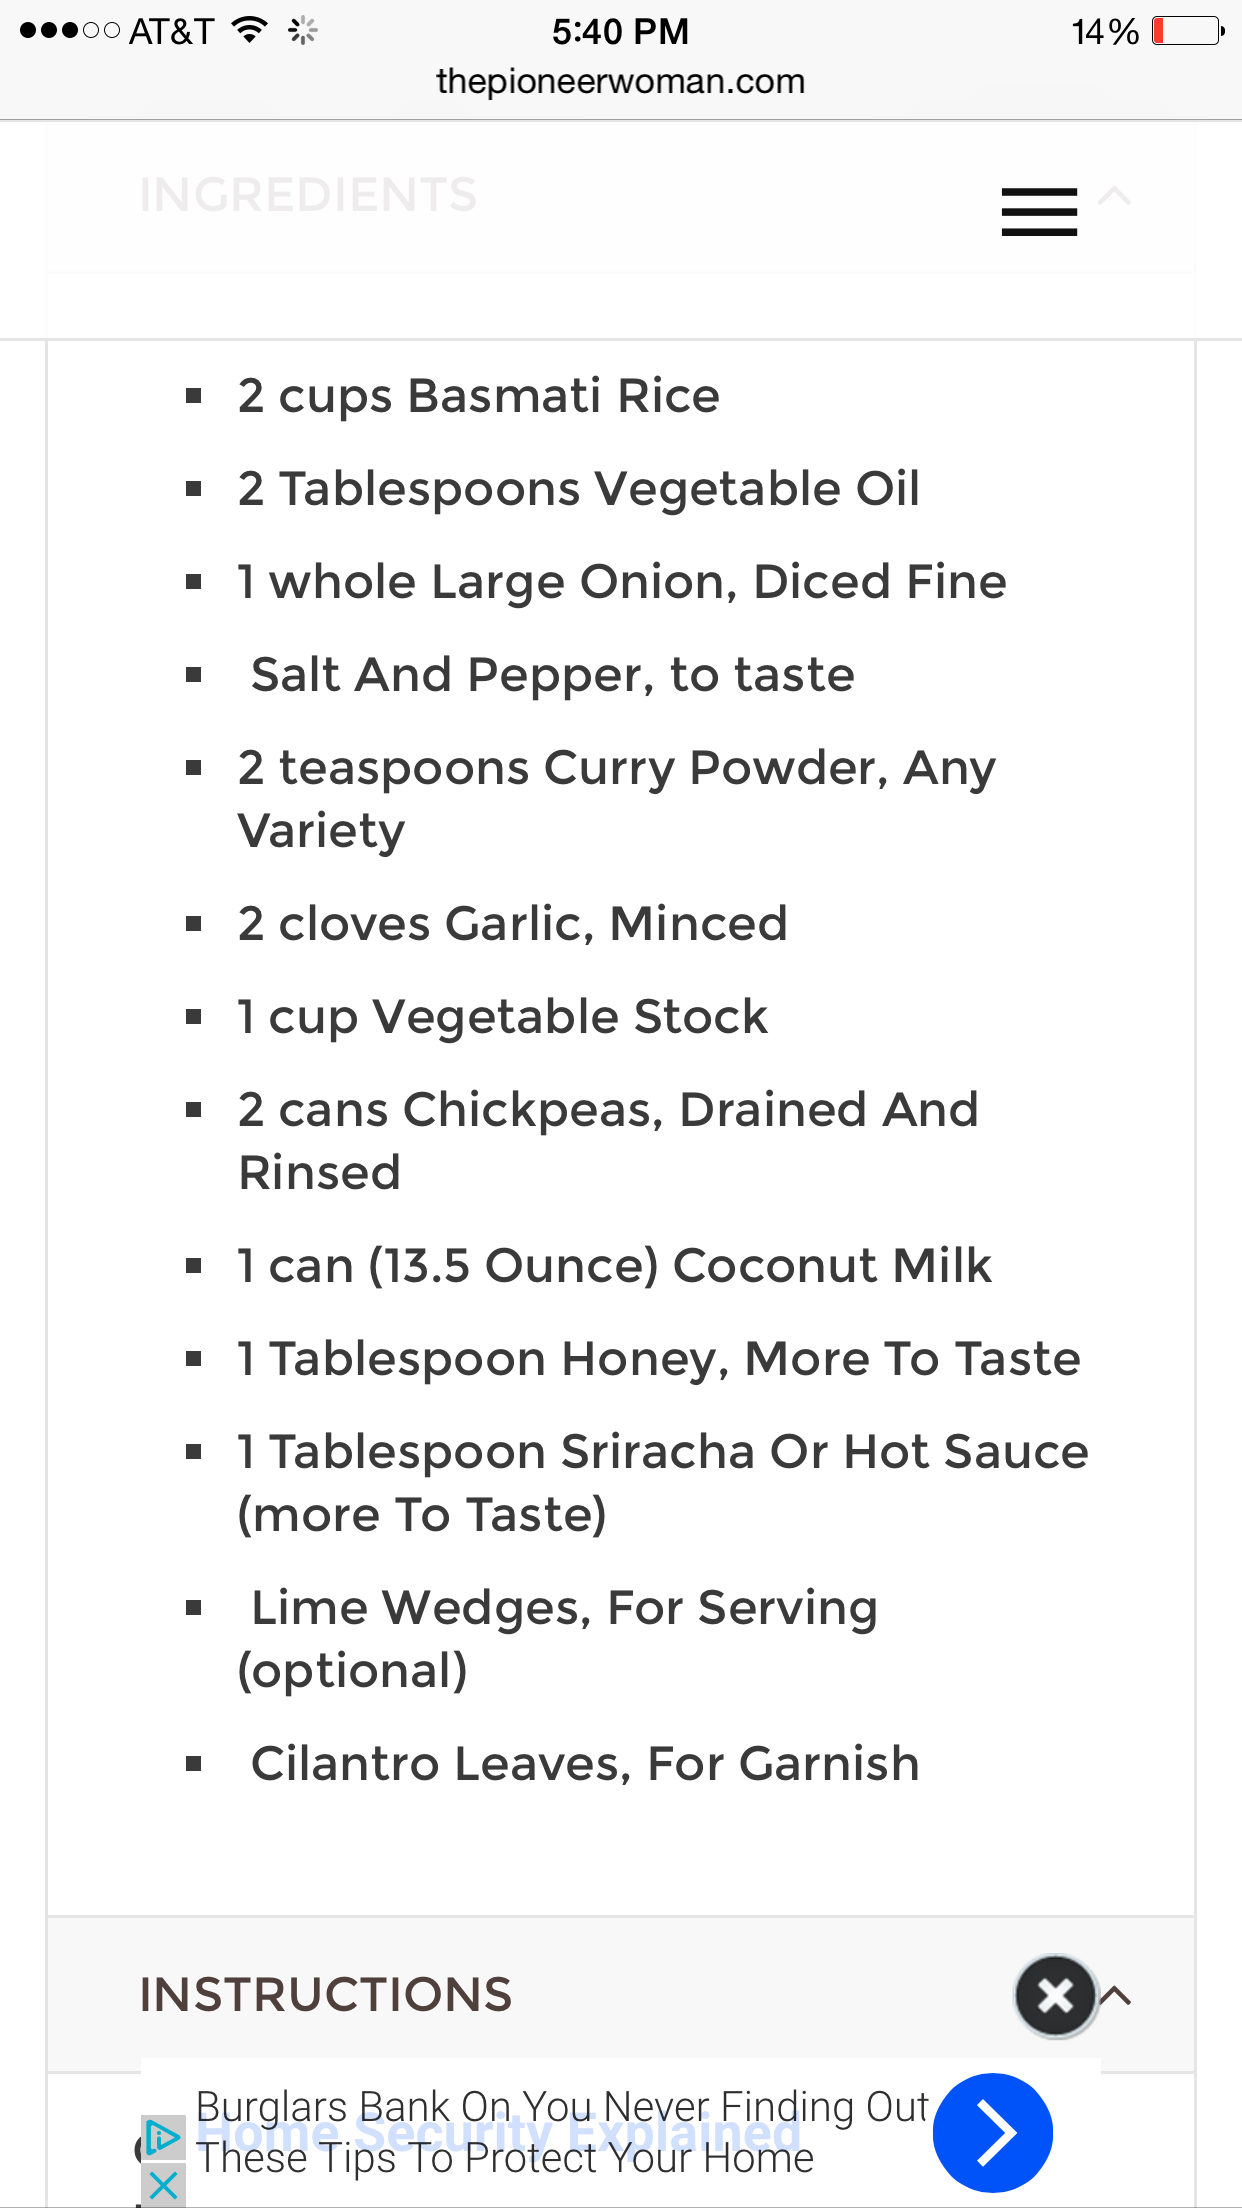 AT&T 5:40 PM 14%
thepioneerwoman.com
INGREDIENTS
2 cups Basmati Rice
2 Tablespoons Vegetable Oil
1 whole Large Onion, Diced Fine
Salt And Pepper, to taste
2 teaspoons Curry Powder, Any
Variety
2 cloves Garlic, Minced
1 cup Vegetable Stock
2 cans Chickpeas, Drained And
Rinsed
1 can (13.5 Ounce) Coconut Milk
1 Tablespoon Honey, More To Taste
1 Tablespoon Sriracha Or Hot Sauce
(more To Taste)
Lime Wedges, For Serving
(optional)
Cilantro Leaves, For Garnish
INSTRUCTIONS
Burglars Bank On You Never Finding Out
Home Security Explained
These Tips To Protect Your Home